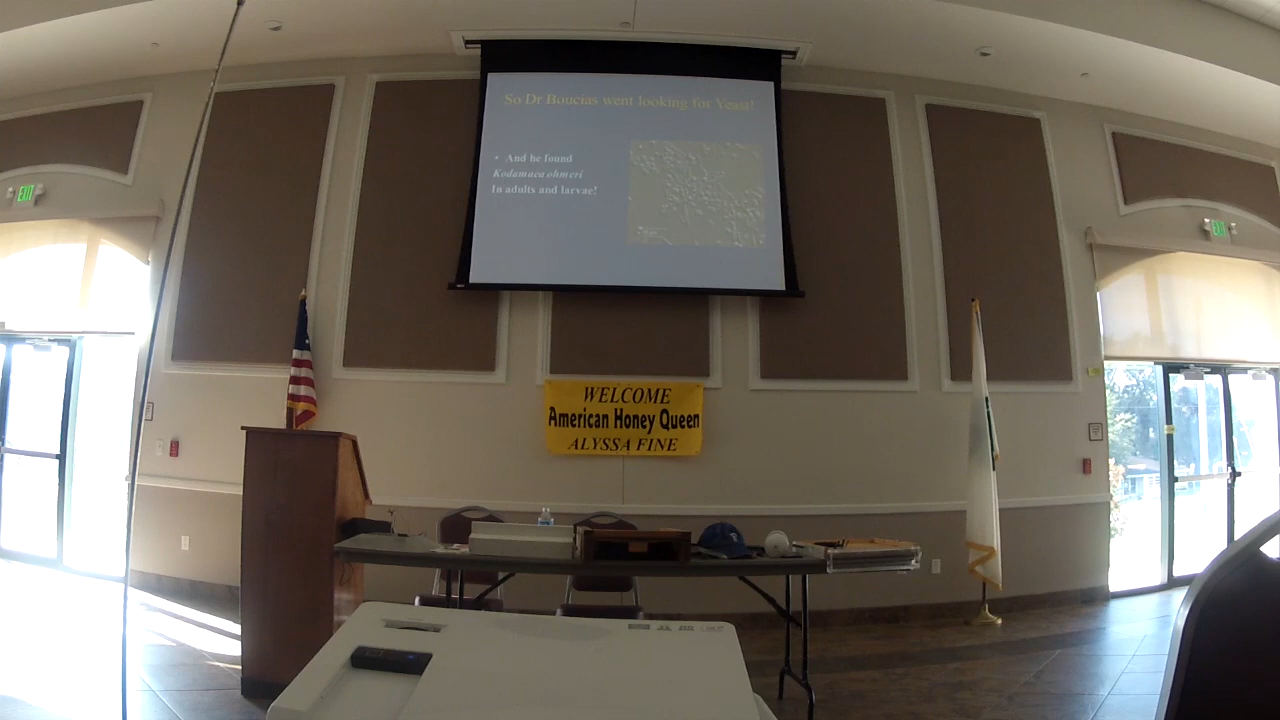 So Dr Boucias went looking for Yeast!
• And he found
Kodamaea ohmeri
In adults and larvae!
EXIT
EXIT
WELCOME
American Honey Queen
ALYSSA FINE